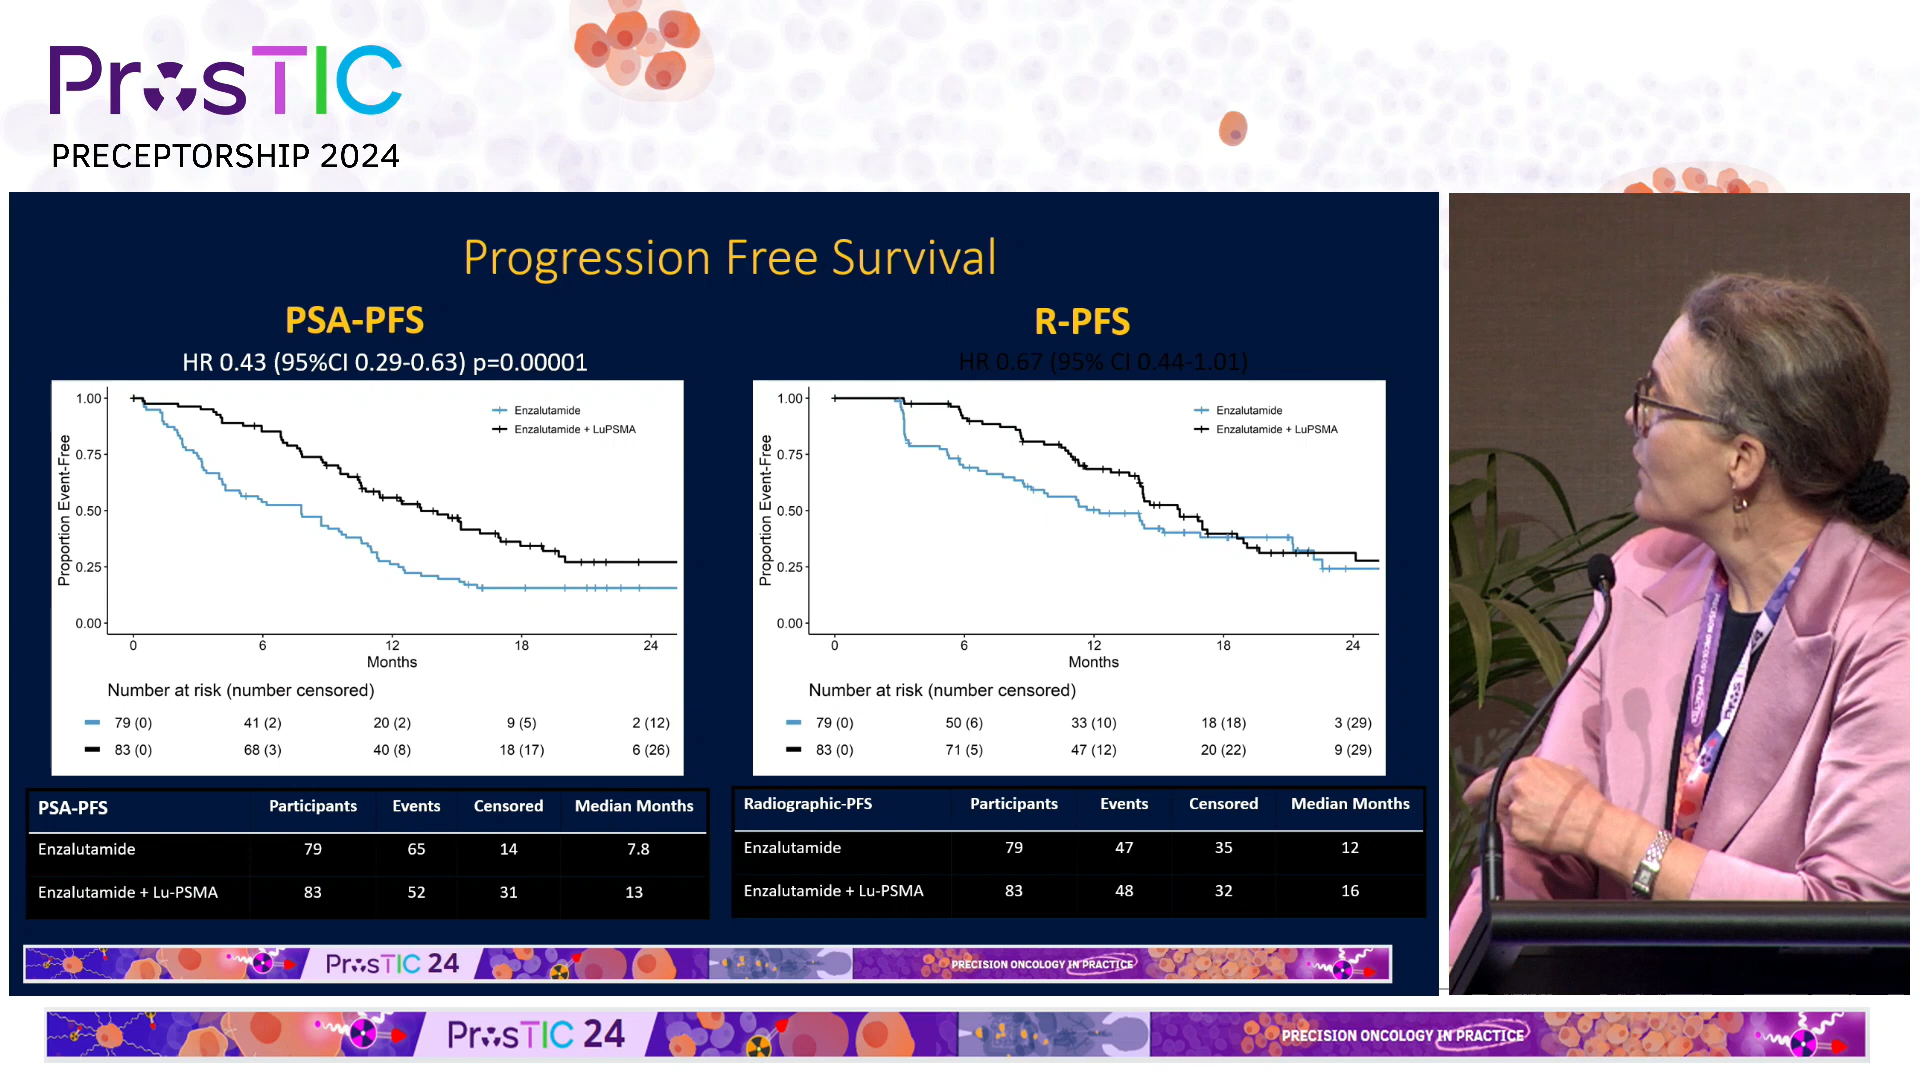 ProsTIC
PRECEPTORSHIP 2024
Progression Free Survival
PSA-PFS
HR 0.43 (95%CI 0.29-0.63) p=0.00001
1.00
0.75
0.50
0.25
0.00
Proportion Event-Free
Enzalutamide
Enzalutamide + LuPSMA
0 6 12 18 24
Months
Number at risk (number censored)
79 (0) 41 (2) 20 (2) 9 (5) 2 (12)
83 (0) 68 (3) 40 (8) 18 (17) 6 (26)
PSA-PFS Participants Events Censored Median Months
Enzalutamide 79 65 14 7.8
Enzalutamide + Lu-PSMA 83 52 31 13
R-PFS
HR 0.67 (95% CI 0.44-1.01)
1.00
0.75
0.50
0.25
0.00
Proportion Event-Free
Enzalutamide
Enzalutamide + LuPSMA
0 6 12 18 24
Months
Number at risk (number censored)
79 (0) 50 (6) 33 (10) 18 (18) 3 (29)
83 (0) 71 (5) 47 (12) 20 (22) 9 (29)
Radiographic-PFS Participants Events Censored Median Months
Enzalutamide 79 47 35 12
Enzalutamide + Lu-PSMA 83 48 32 16
ProsTIC 24
PRECISION ONCOLOGY IN PRACTICE
ProsTIC 24
PRECISION ONCOLOGY IN PRACTICE